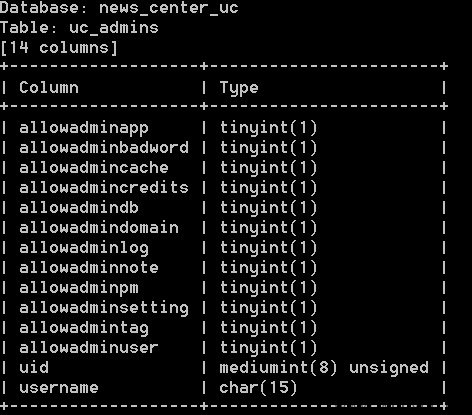 Database: news_center_uc
Table: uc_admins
[14 columns]
+-------------------+-----------------------+
| Column            | Type                  |
+-------------------+-----------------------+
| allowadminapp     | tinyint(1)            |
| allowadminbadword | tinyint(1)            |
| allowadmincache   | tinyint(1)            |
| allowadmincredits | tinyint(1)            |
| allowadmindb      | tinyint(1)            |
| allowadmindomain  | tinyint(1)            |
| allowadminlog     | tinyint(1)            |
| allowadminnote    | tinyint(1)            |
| allowadminpm      | tinyint(1)            |
| allowadminsetting | tinyint(1)            |
| allowadmintag     | tinyint(1)            |
| allowadminuser    | tinyint(1)            |
| uid               | mediumint(8) unsigned |
| username          | char(15)              |
+-------------------+-----------------------+